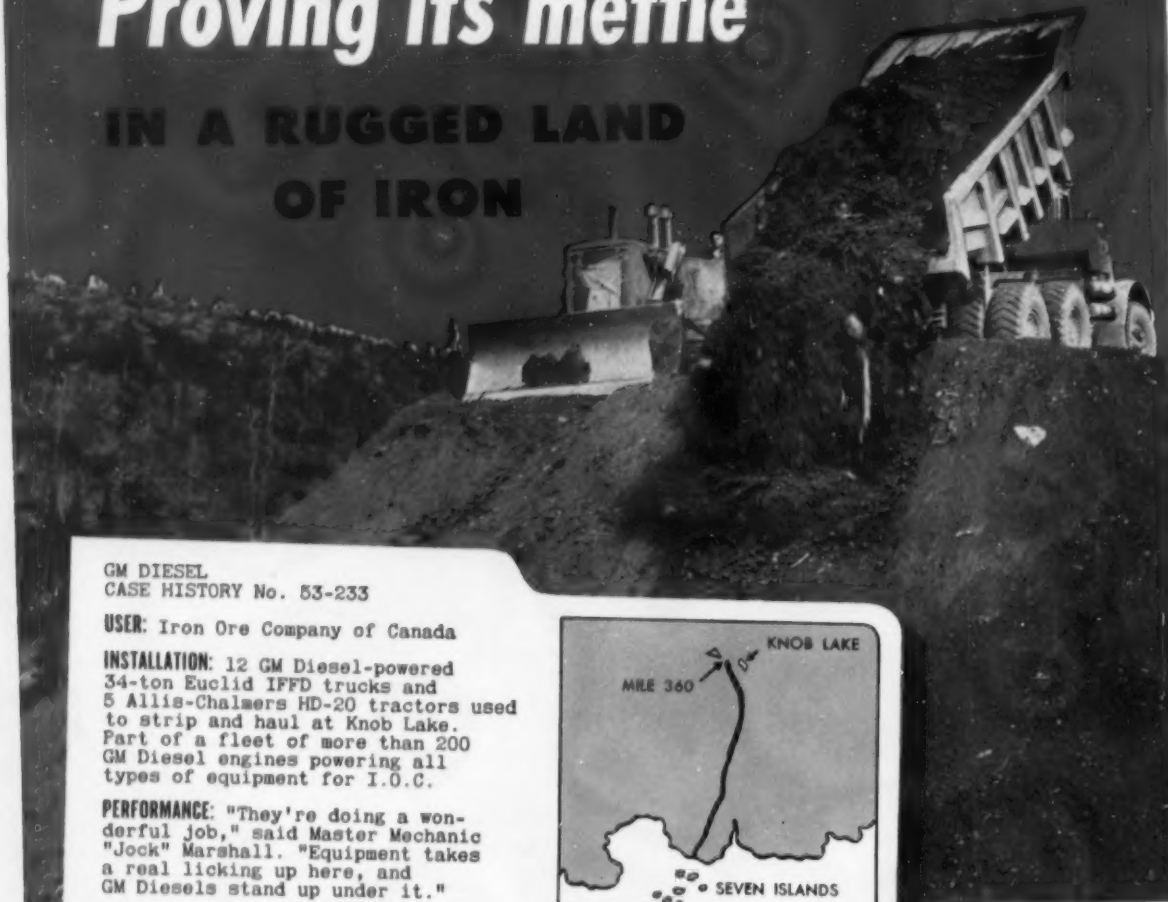 Proving its mettle
IN A RUGGED LAND
OF IRON
GM DIESEL
CASE HISTORY No. 53-233
USER: Iron Ore Company of Canada
INSTALLATION: 12 GM Diesel-powered
34-ton Euclid IFFD trucks and
5 Allis-Chalmers HD-20 tractors used
to strip and haul at Knob Lake.
Part of a fleet of more than 200
GM Diesel engines powering all
types of equipment for I.O.C.
PERFORMANCE: "They're doing a won-
derful job," said Master Mechanic
"Jock" Marshall. "Equipment takes
a real licking up here, and
GM Diesels stand up under it."
KNOB LAKE
MILE 360
SEVEN ISLANDS